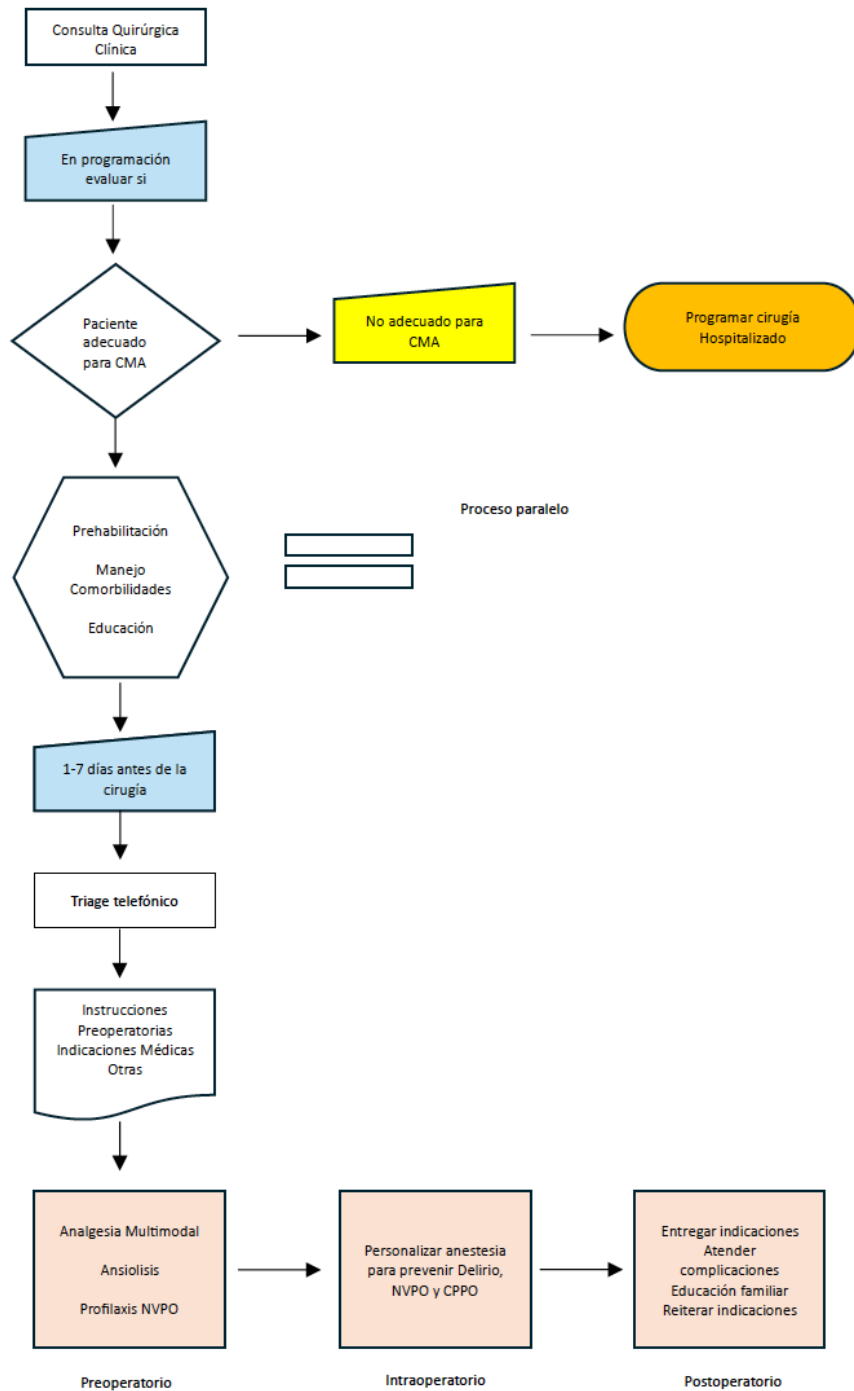 Consulta Quirúrgica
Clínica
En programación
evaluar si
Paciente
adecuado
para CMA
No adecuado para
CMA
Programar cirugía
Hospitalizado
Proceso paralelo
Prehabilitación
Manejo
Comorbilidades
Educación
1-7 días antes de la
cirugía
Triage telefónico
Instrucciones
Preoperatorias
Indicaciones Médicas
Otras
Analgesia Multimodal
Ansiolisis
Profilaxis NVPO
Personalizar anestesia
para prevenir Delirio,
NVPO y CPPO
Entregar indicaciones
Atender
complicaciones
Educación familiar
Reiterar indicaciones
Preoperatorio
Intraoperatorio
Postoperatorio